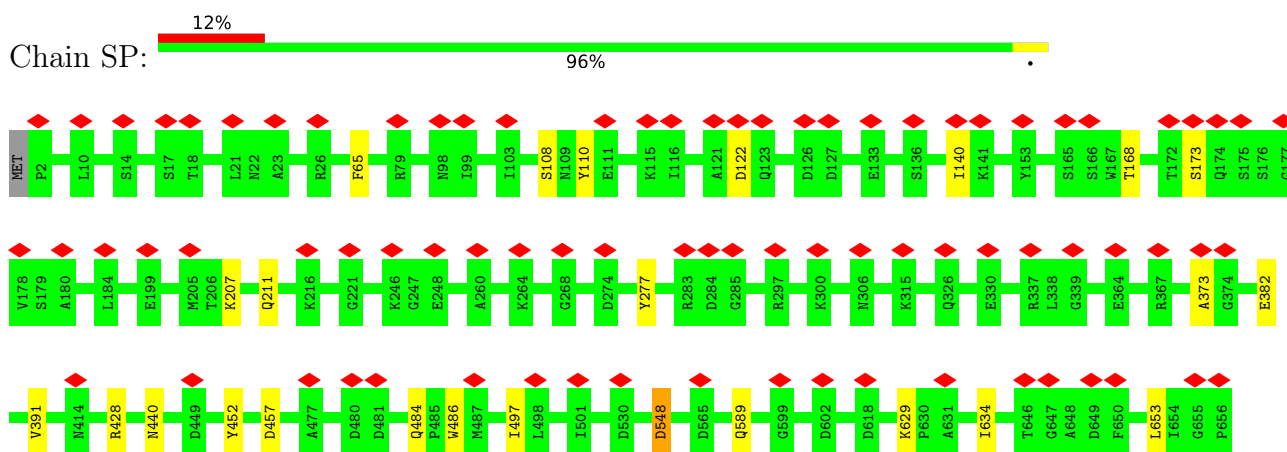 12%
Chain SP:
96%
MET P2 L10 S14 S17 T18 L21 N22 A23 R26 F65 R79 N98 I99 I103 S108 N109 Y110 E111 K115 I116 A121 D122 Q123 D126 D127 E133 S136 I140 K141 Y153 S165 S166 W167 T168 T172 S173 Q174 S175 S176
V178 S179 A180 L184 E199 M205 T206 K207 Q211 K216 G221 K246 G247 E248 A260 K264 G268 D274 Y277 R283 D284 G285 R297 K300 N306 K315 Q326 E330 R337 L338 G339 E364 R367 A373 G374 E382
V391 N414 R428 N440 D449 Y452 D457 A477 D480 D481 Q484 P485 W486 M487 I497 L498 I501 D530 D548 D565 Q589 G599 D602 D618 K629 P630 A631 I634 T646 G647 A648 D649 F650 L653 I654 G655 P656